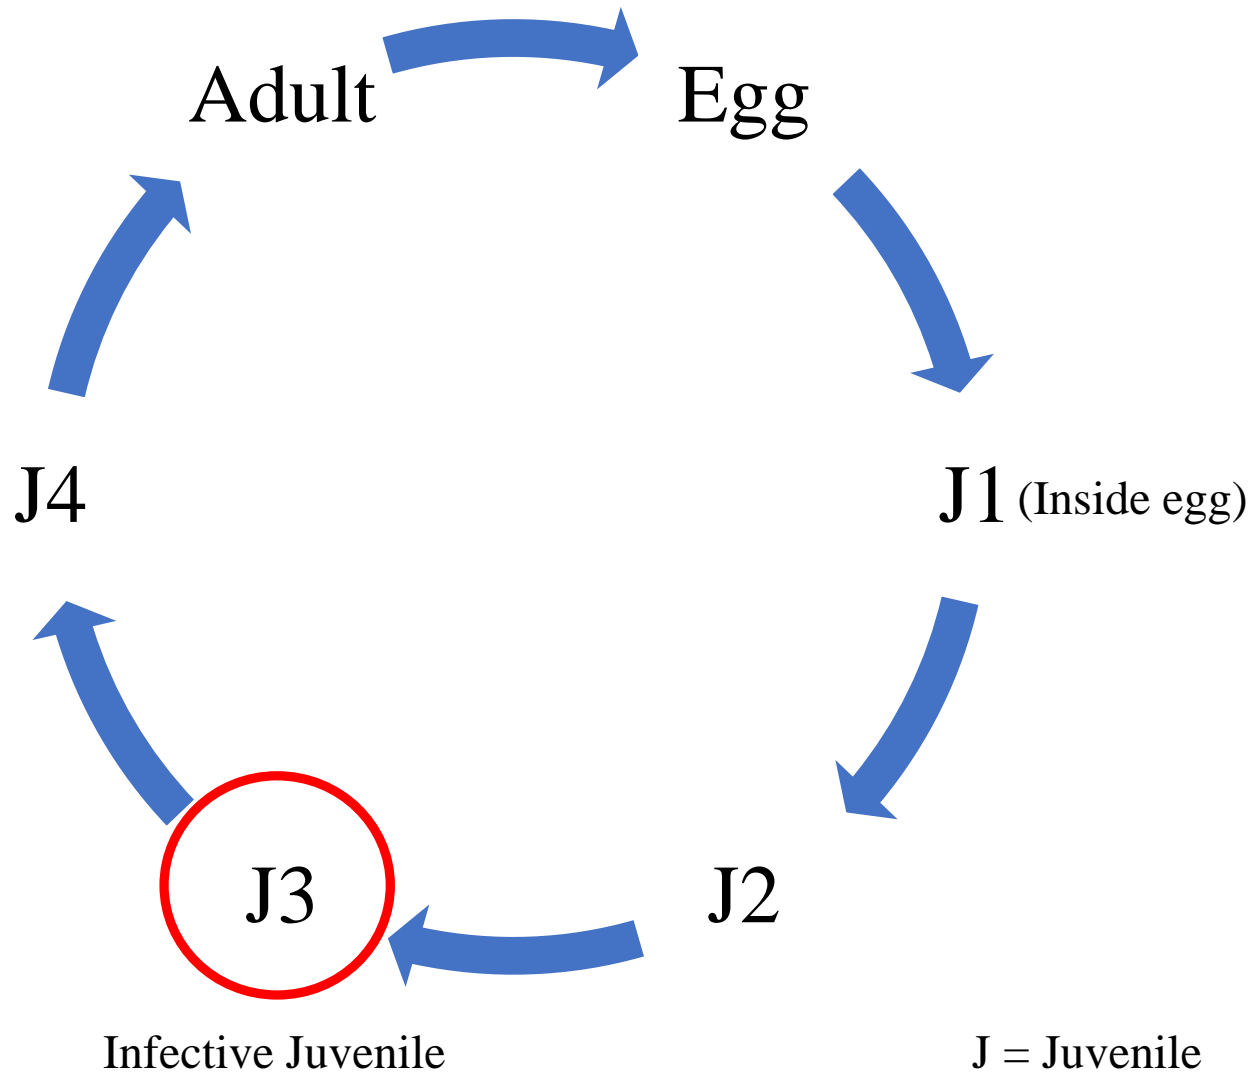 Adult
Egg
J4
J1 (Inside egg)
J3
J2
Infective Juvenile
J = Juvenile